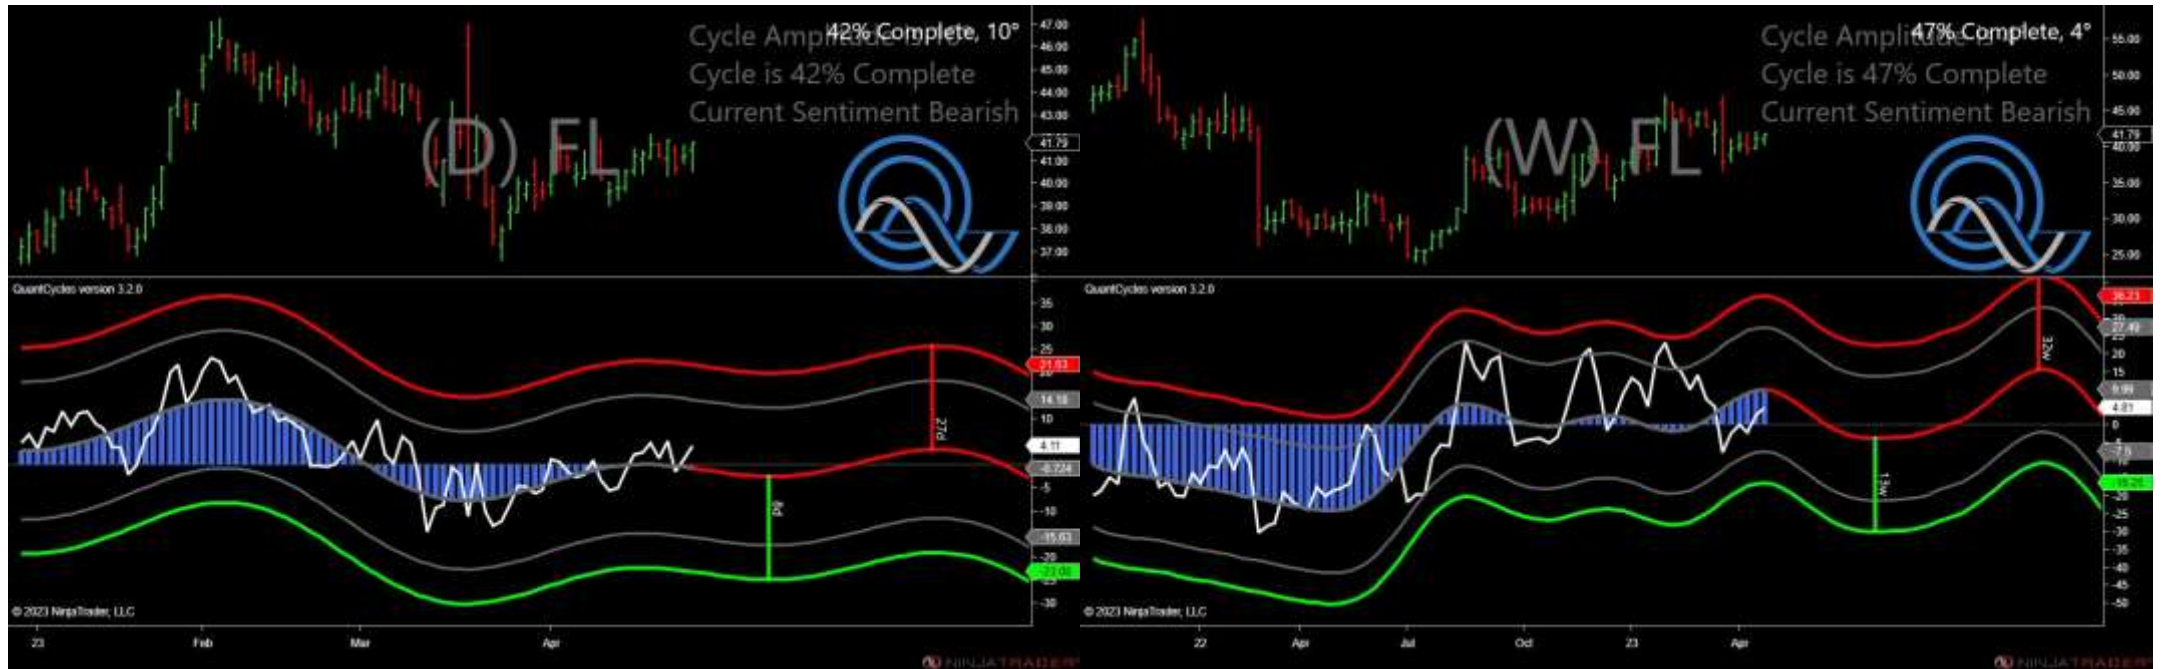 42% Complete, 10°
Cycle is 42% Complete
Current Sentiment Bearish
(D) FL
47.00
46.00
45.00
44.00
43.00
41.79
41.00
40.00
39.00
38.00
37.00
QuantCycles version 3.2.0
35
30
25
21.63
14.18
10
4.11
-0.724
-5
-10
-15.63
-20
-23.08
-30
27d
8d
© 2023 NinjaTrader, LLC
23
Feb
Mar
Apr
NINJATRADER
47% Complete, 4°
Cycle is 47% Complete
Current Sentiment Bearish
(W) FL
55.00
50.00
45.00
41.79
40.00
35.00
30.00
25.00
QuantCycles version 3.2.0
36.23
27.49
20
15
9.99
4.81
0
-7.5
-20
-25
-30
-35
-40
-45
-50
32w
13w
© 2023 NinjaTrader, LLC
22
Apr
Jul
Oct
23
Apr
NINJATRADER